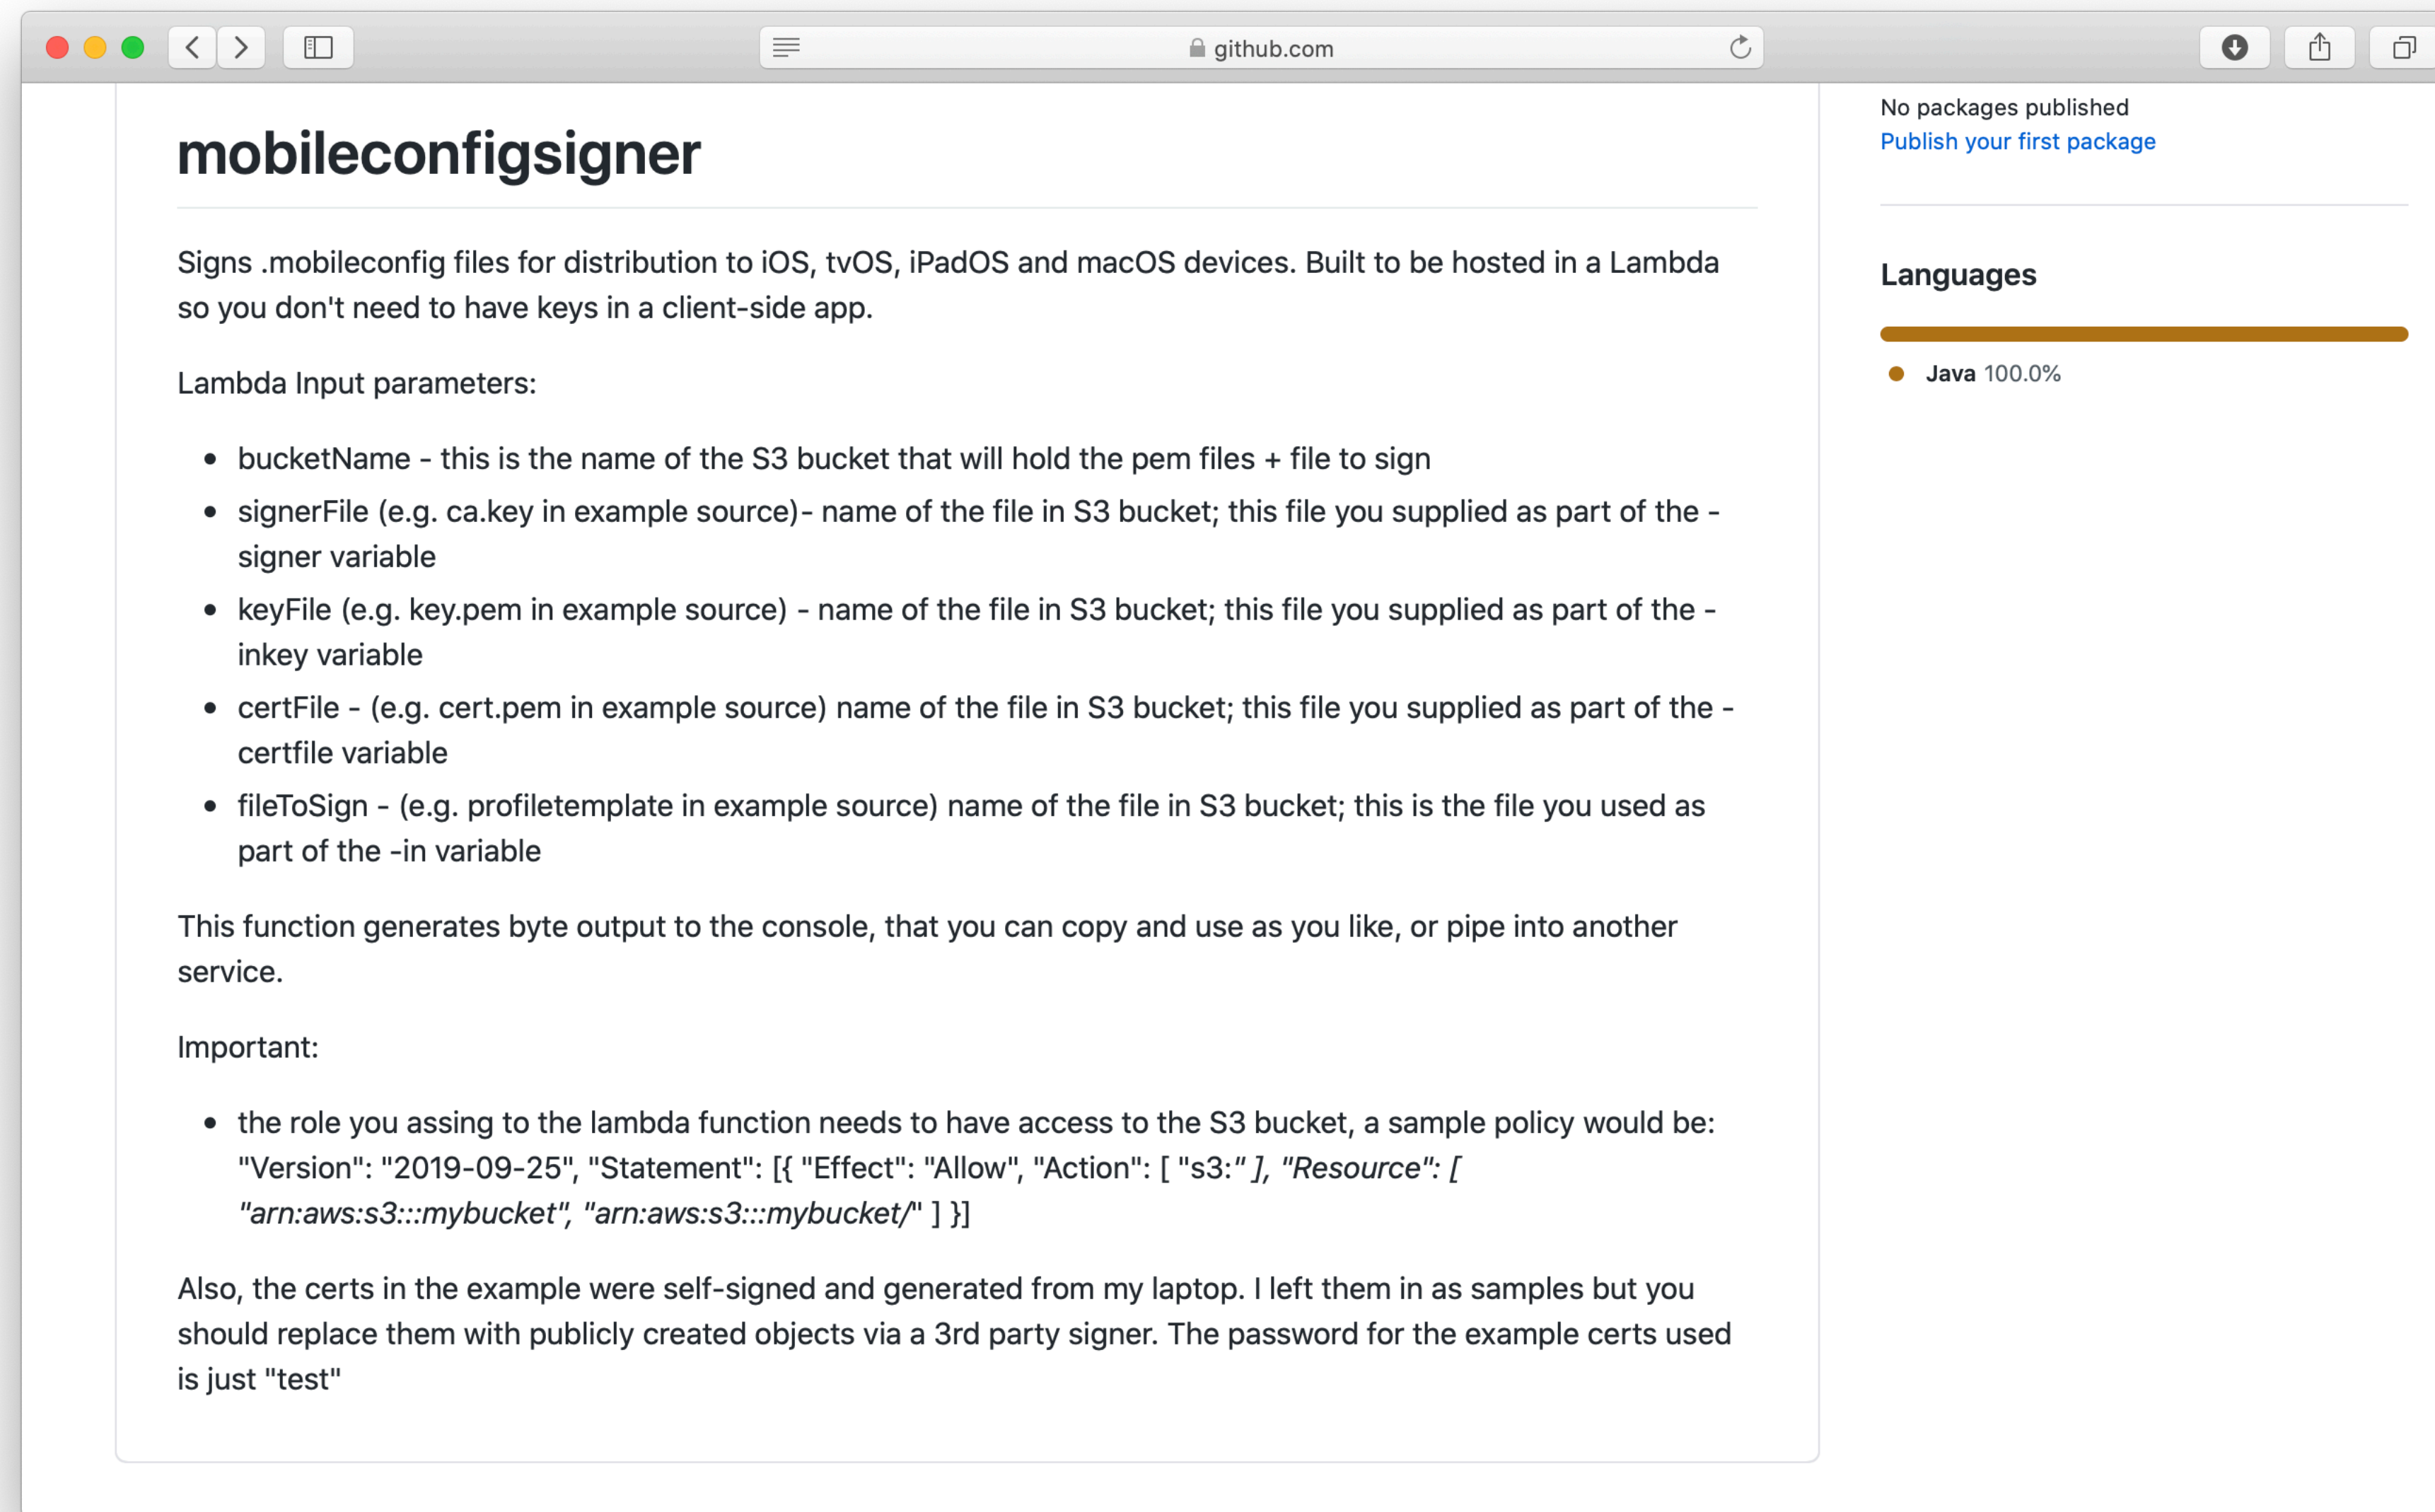 github.com
mobileconfigsigner
Signs .mobileconfig files for distribution to iOS, tvOS, iPadOS and macOS devices. Built to be hosted in a Lambda
so you don't need to have keys in a client-side app.
Lambda Input parameters:
• bucketName - this is the name of the S3 bucket that will hold the pem files + file to sign
• signerFile (e.g. ca.key in example source)- name of the file in S3 bucket; this file you supplied as part of the -
signer variable
• keyFile (e.g. key.pem in example source) - name of the file in S3 bucket; this file you supplied as part of the -
inkey variable
• certFile - (e.g. cert.pem in example source) name of the file in S3 bucket; this file you supplied as part of the -
certfile variable
• fileToSign - (e.g. profiletemplate in example source) name of the file in S3 bucket; this is the file you used as
part of the -in variable
This function generates byte output to the console, that you can copy and use as you like, or pipe into another
service.
Important:
• the role you assing to the lambda function needs to have access to the S3 bucket, a sample policy would be:
"Version": "2019-09-25", "Statement": [{ "Effect": "Allow", "Action": [ "s3:" ], "Resource": [
"arn:aws:s3:::mybucket", "arn:aws:s3:::mybucket/" ] }]
Also, the certs in the example were self-signed and generated from my laptop. I left them in as samples but you
should replace them with publicly created objects via a 3rd party signer. The password for the example certs used
is just "test"
No packages published
Publish your first package
Languages
Java 100.0%